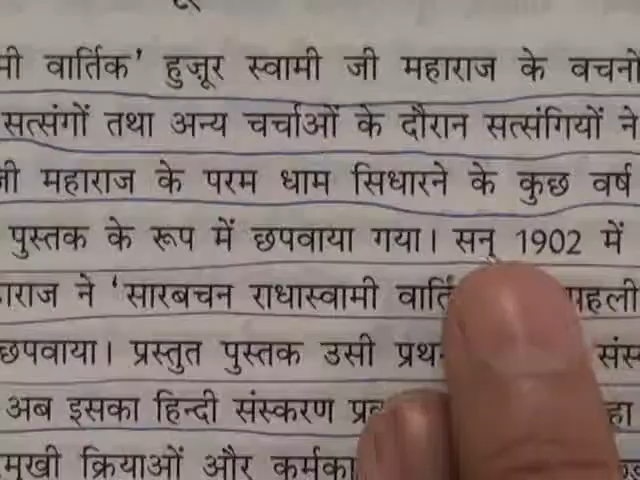 वार्तिक' हुज़ूर स्वामी जी महाराज के
सत्संगों तथा अन्य चर्चाओं के दौरान सत्संगियों ने
महाराज के परम धाम सिधारने के कुछ वर्ष
पुस्तक के रूप में छपवाया गया। सन् 1902 में
ने 'सारबचन राधास्वामी
छपवाया। प्रस्तुत पुस्तक उसी
अब इसका हिन्दी संस्करण
क्रियाओं और